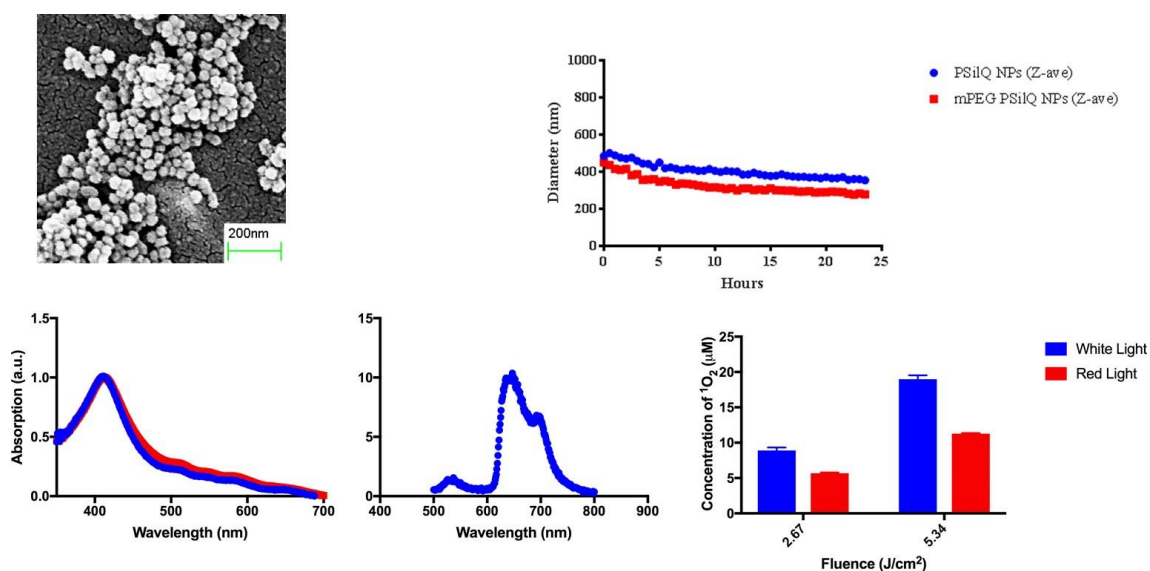 200nm
1000
800
600
400
200
0
Diameter (nm)
0 5 10 15 20 25
Hours
PSilQ NPs (Z-ave)
mPEG PSilQ NPs (Z-ave)
1.5
1.0
0.5
0.0
Absorption (a.u.)
400 500 600 700
Wavelength (nm)
15
10
5
0
400 500 600 700 800 900
Wavelength (nm)
25
20
15
10
5
0
Concentration of ¹O₂ (μM)
2.67 5.34
Fluence (J/cm²)
White Light
Red Light